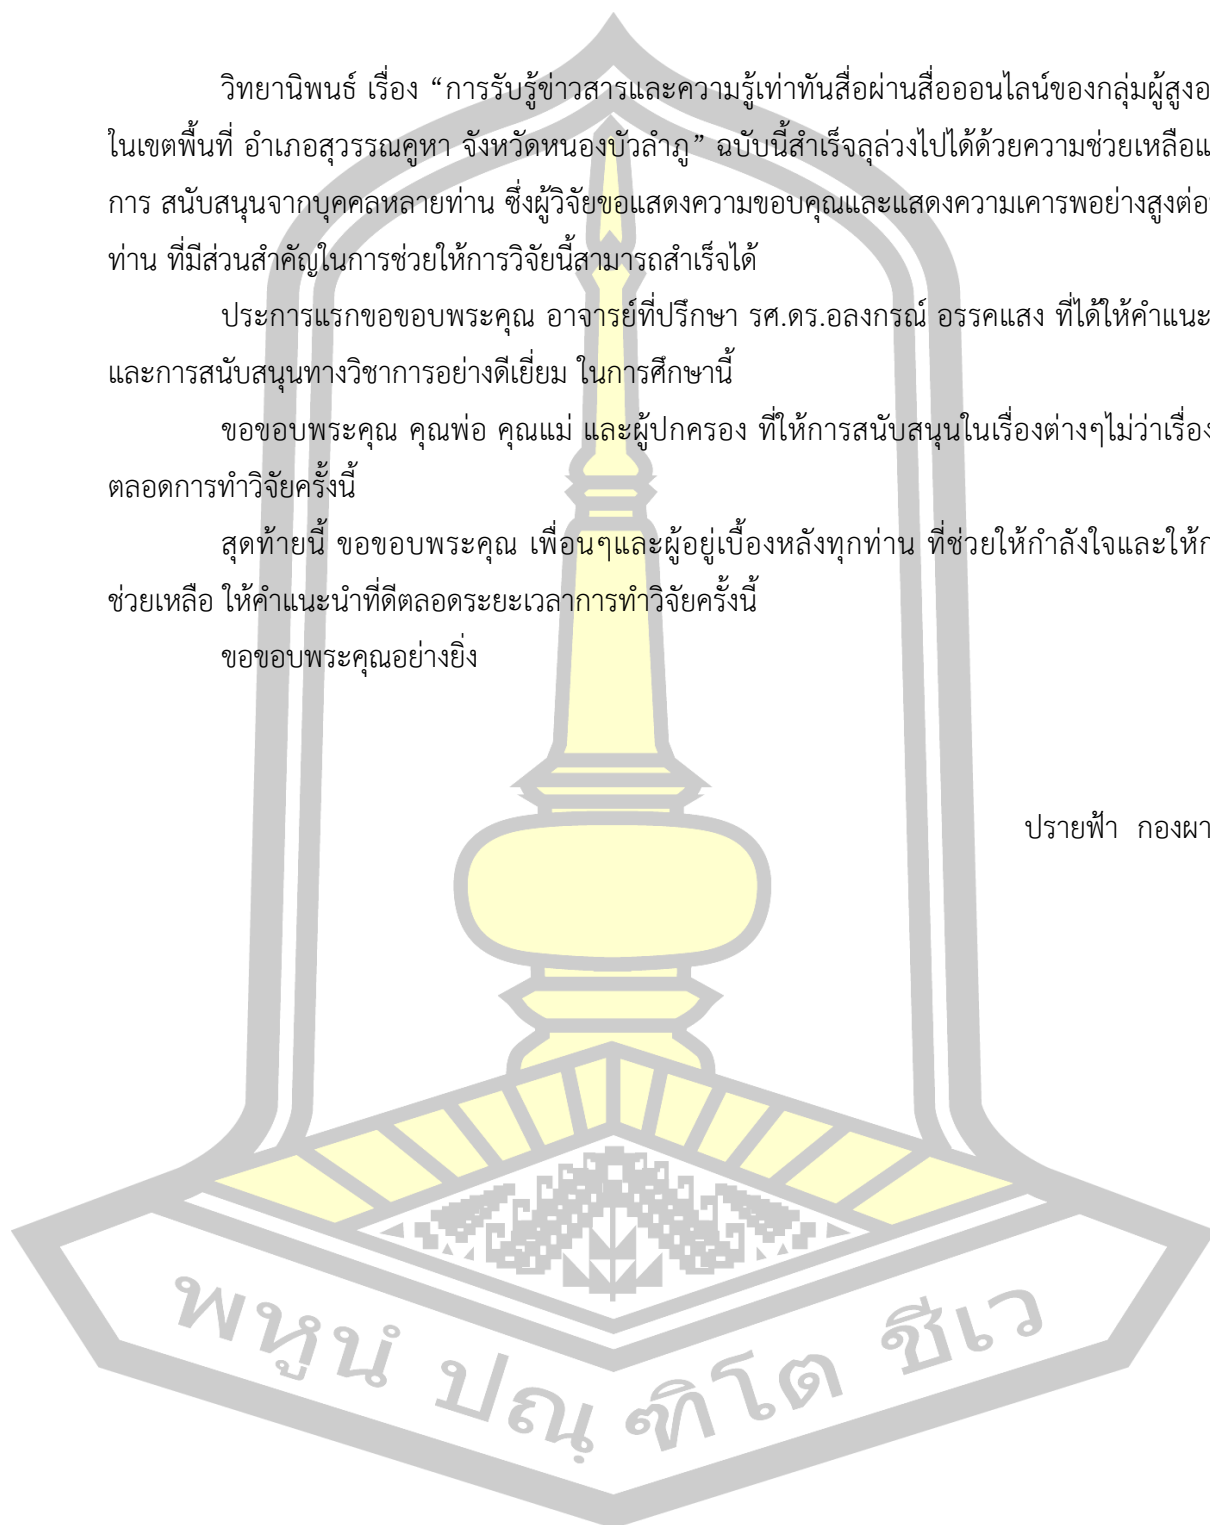 วิทยานิพนธ์ เรื่อง “การรับรู้ข่าวสารและความรู้เท่าทันสื่อผ่านสื่อออนไลน์ของกลุ่มผู้สูงอ
ในเขตพื้นที่ อำเภอสุวรรณคูหา จังหวัดหนองบัวลำภู” ฉบับนี้สำเร็จลุล่วงไปได้ด้วยความช่วยเหลือแ
การ สนับสนุนจากบุคคลหลายท่าน ซึ่งผู้วิจัยขอแสดงความขอบคุณและแสดงความเคารพอย่างสูงต่อ
ท่าน ที่มีส่วนสำคัญในการช่วยให้การวิจัยนี้สามารถสำเร็จได้
ประการแรกขอขอบพระคุณ อาจารย์ที่ปรึกษา รศ.ดร.อลงกรณ์ อรรคแสง ที่ได้ให้คำแนะ
และการสนับสนุนทางวิชาการอย่างดีเยี่ยม ในการศึกษานี้
ขอขอบพระคุณ คุณพ่อ คุณแม่ และผู้ปกครอง ที่ให้การสนับสนุนในเรื่องต่างๆไม่ว่าเรื่อง
ตลอดการทำวิจัยครั้งนี้
สุดท้ายนี้ ขอขอบพระคุณ เพื่อนๆและผู้อยู่เบื้องหลังทุกท่าน ที่ช่วยให้กำลังใจและให้ก
ช่วยเหลือ ให้คำแนะนำที่ดีตลอดระยะเวลาการทำวิจัยครั้งนี้
ขอขอบพระคุณอย่างยิ่ง
ปรายฟ้า กองผา
พหูนํ ปณฺฑิโต ชีเว